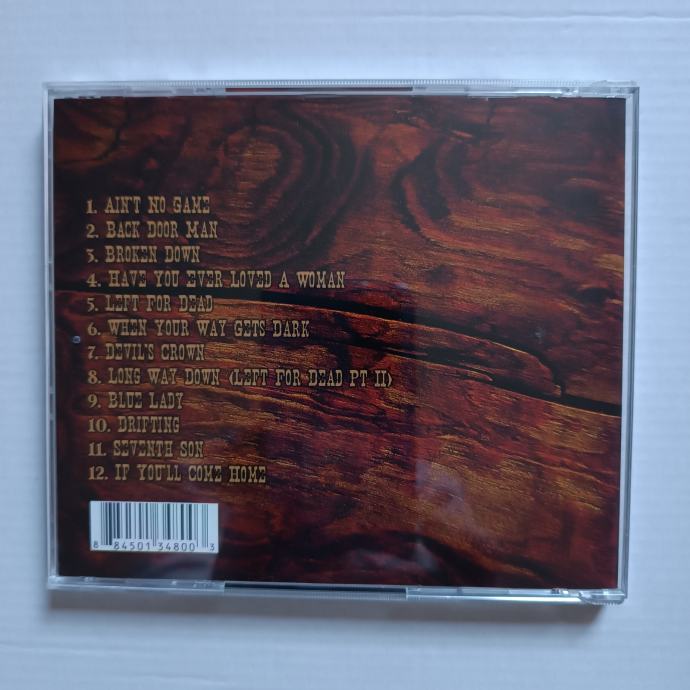 1. AIN'T NO GAME
2. BACK DOOR MAN
3. BROKEN DOWN
4. HAVE YOU EVER LOVED A WOMAN
5. LEFT FOR DEAD
6. WHEN YOUR WAY GETS DARK
7. DEVIL'S CROWN
8. LONG WAY DOWN (LEFT FOR DEAD PT II)
9. BLUE LADY
10. DRIFTING
11. SEVENTH SON
12. IF YOU'LL COME HOME
8 84501 34800 3